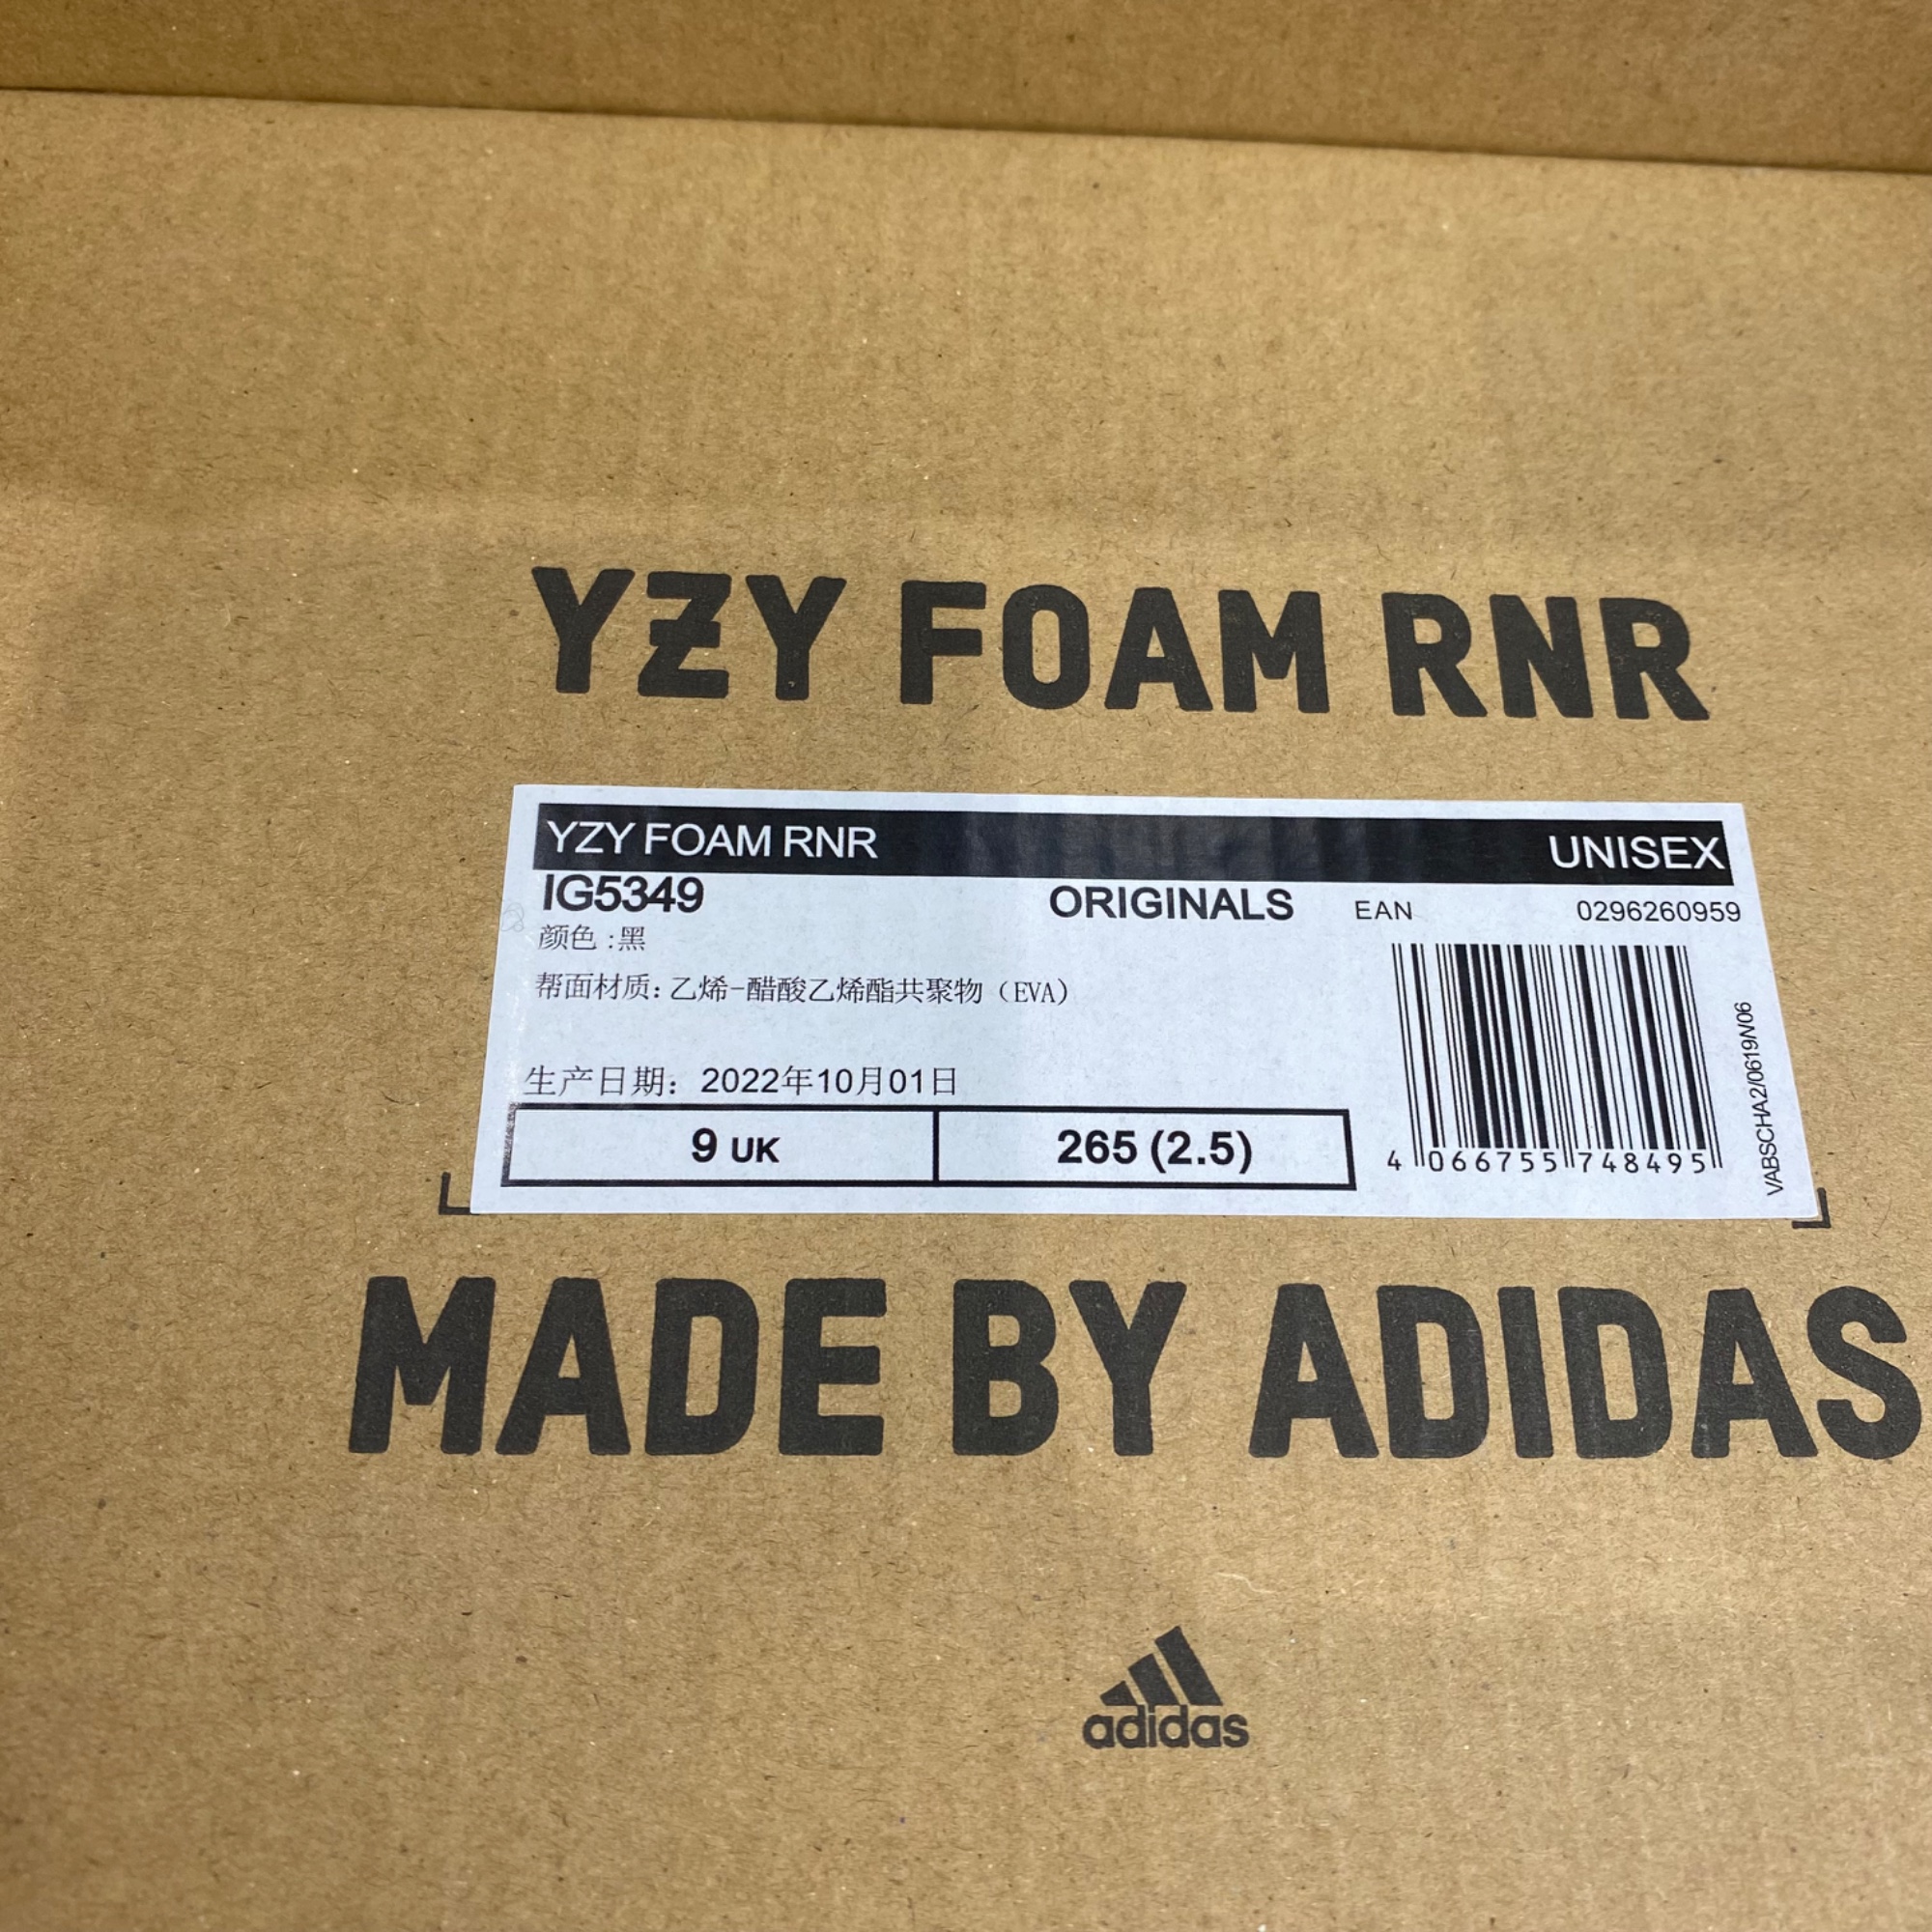 YZY FOAM RNR
YZY FOAM RNR UNISEX
IG5349 ORIGINALS EAN 0296260959
颜色:黑
帮面材质:乙烯-醋酸乙烯酯共聚物（EVA）
生产日期：2022年10月01日
9 UK 265 (2.5)
4 066755 748495
VABSCHA2/0619/V06
MADE BY ADIDAS
adidas